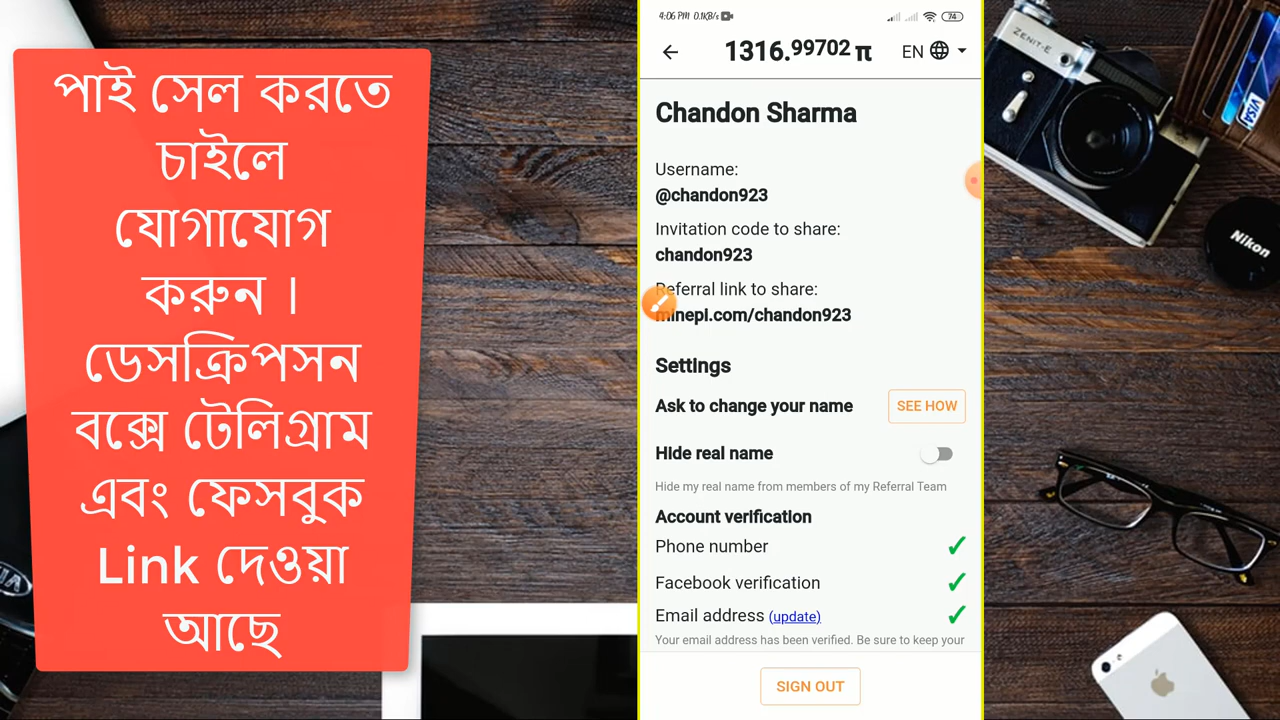 পাই সেল করতে
চাইলে
যোগাযোগ
করুন ।
ডেসক্রিপসন
বক্সে টেলিগ্রাম
এবং ফেসবুক
Link দেওয়া
আছে
4:06 PM 0.1KB/s 74
1316.99702 π EN
Chandon Sharma
Username:
@chandon923
Invitation code to share:
chandon923
Referral link to share:
minepi.com/chandon923
Settings
Ask to change your name SEE HOW
Hide real name
Hide my real name from members of my Referral Team
Account verification
Phone number
Facebook verification
Email address (update)
Your email address has been verified. Be sure to keep your
SIGN OUT
ZENIT-E
VISA
Nikon
KIA